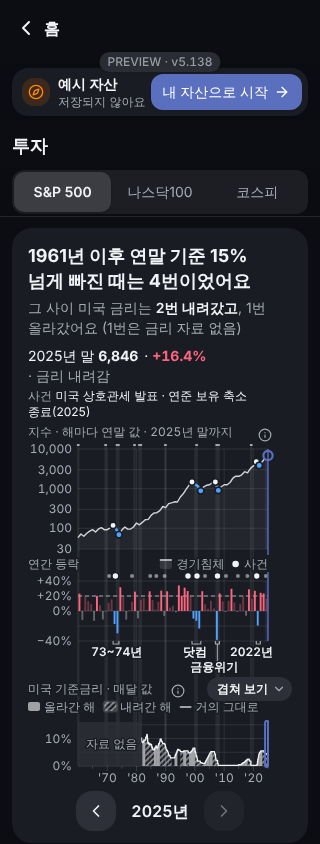 홈
PREVIEW · v5.138
예시 자산
저장되지 않아요
내 자산으로 시작 →
투자
S&P 500
나스닥100
코스피
1961년 이후 연말 기준 15%
넘게 빠진 때는 4번이었어요
그 사이 미국 금리는 2번 내려갔고, 1번
올라갔어요 (1번은 금리 자료 없음)
2025년 말 6,846 · +16.4%
· 금리 내려감
사건 미국 상호관세 발표 · 연준 보유 축소
종료(2025)
지수 · 해마다 연말 값 · 2025년 말까지
10,000
3,000
1,000
300
100
30
연간 등락
경기침체
사건
+40%
+20%
0%
−40%
73~74년
닷컴
2022년
금융위기
미국 기준금리 · 매달 값
겹쳐 보기
올라간 해
내려간 해
거의 그대로
10%
자료 없음
0%
'70
'80
'90
'00
'10
'20
2025년